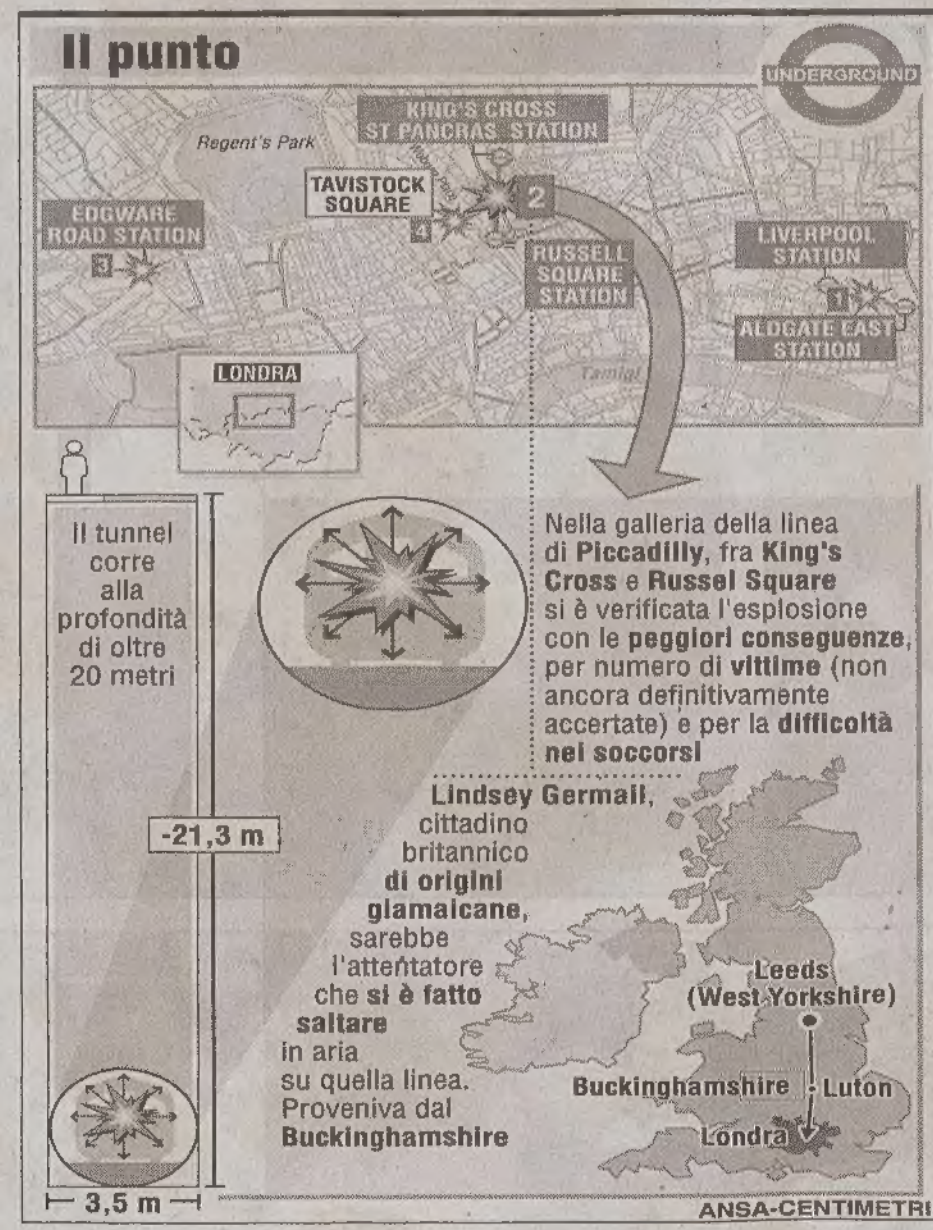 Il punto
UNDERGROUND
Regent's Park
KING'S CROSS
ST PANCRAS STATION
TAVISTOCK
SQUARE
4
2
EDGWARE
ROAD STATION
3
RUSSELL
SQUARE
STATION
LIVERPOOL
STATION
1
ALDGATE EAST
STATION
LONDRA
Tamigi
Il tunnel
corre
alla
profondità
di oltre
20 metri
-21,3 m
3,5 m
Nella galleria della linea
di Piccadilly, fra King's
Cross e Russel Square
si è verificata l'esplosione
con le peggiori conseguenze,
per numero di vittime (non
ancora definitivamente
accertate) e per la difficoltà
nei soccorsi
Lindsey Germail,
cittadino
britannico
di origini
giamaicane,
sarebbe
l'attentatore
che si è fatto
saltare
in aria
su quella linea.
Proveniva dal
Buckinghamshire
Leeds
(West Yorkshire)
Buckinghamshire
Luton
Londra
ANSA-CENTIMETRI